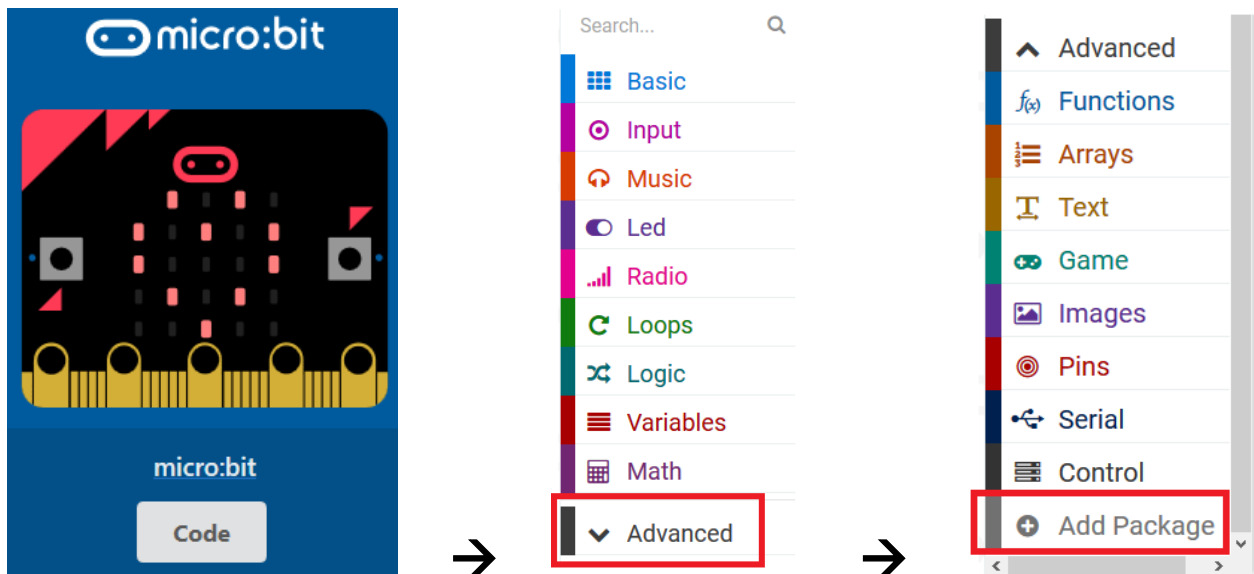 micro:bit
micro:bit
Code
Search...
Basic
Input
Music
Led
Radio
Loops
Logic
Variables
Math
Advanced
Advanced
f(x) Functions
Arrays
Text
Game
Images
Pins
Serial
Control
Add Package